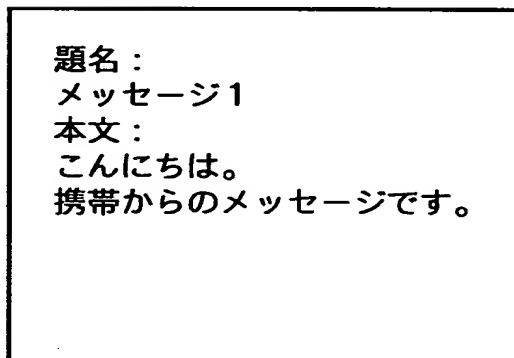 題名：
メッセージ1
本文：
こんにちは。
携帯からのメッセージです。